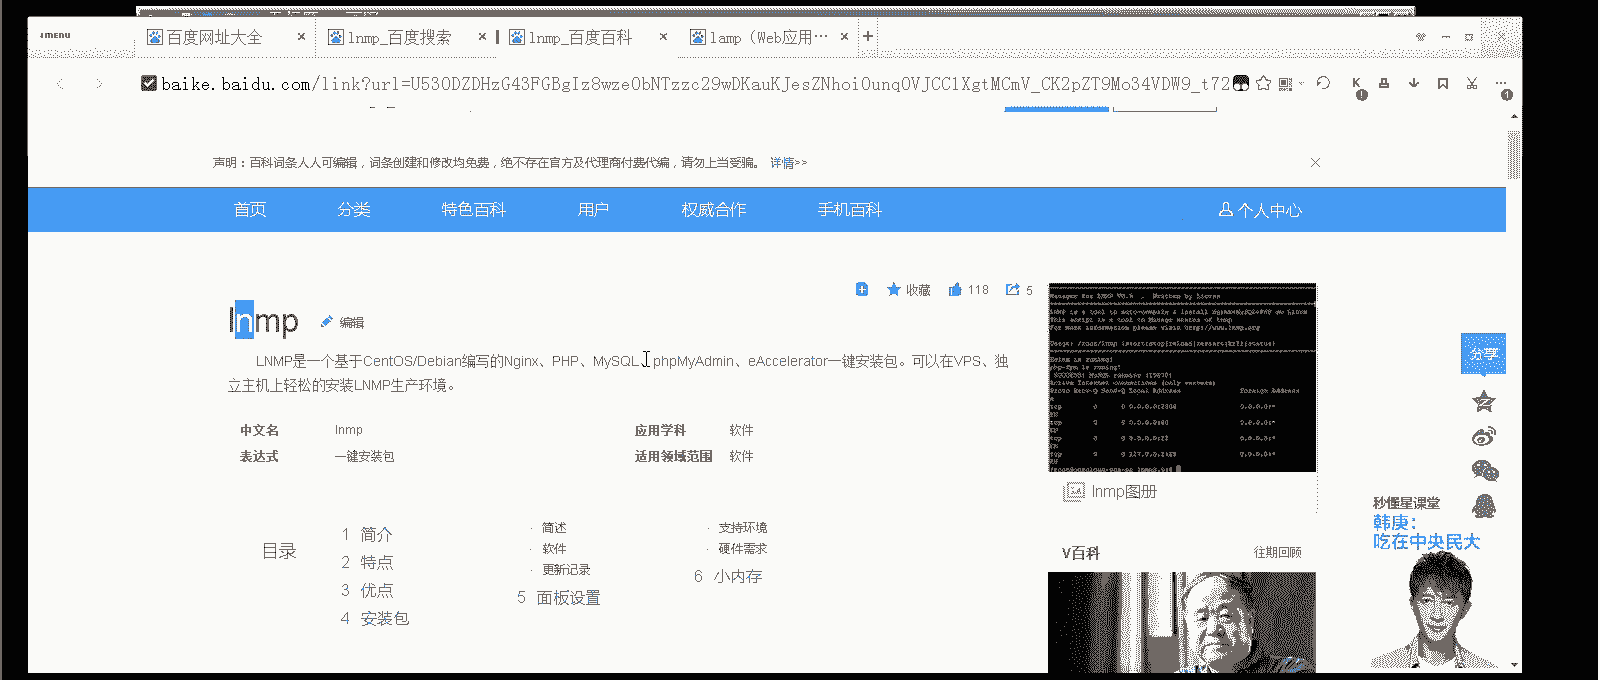 MENU
百度网址大全
lnmp_百度搜索
lnmp_百度百科
lamp（Web应用…
声明：百科词条人人可编辑，词条创建和修改均免费，绝不存在官方及代理商付费代编，请勿上当受骗。 详情>>
首页 分类 特色百科 用户 权威合作 手机百科 个人中心
收藏 118 5
lnmp 编辑
LNMP是一个基于CentOS/Debian编写的Nginx、PHP、MySQL、phpMyAdmin、eAccelerator一键安装包。可以在VPS、独
立主机上轻松的安装LNMP生产环境。
中文名 lnmp 应用学科 软件
表达式 一键安装包 适用领域范围 软件
目录
1 简介
2 特点
3 优点
4 安装包
· 简述
· 软件
· 更新记录
5 面板设置
· 支持环境
· 硬件需求
6 小内存
lnmp图册
V百科 往期回顾
分享
秒懂星课堂
韩庚：
吃在中央民大